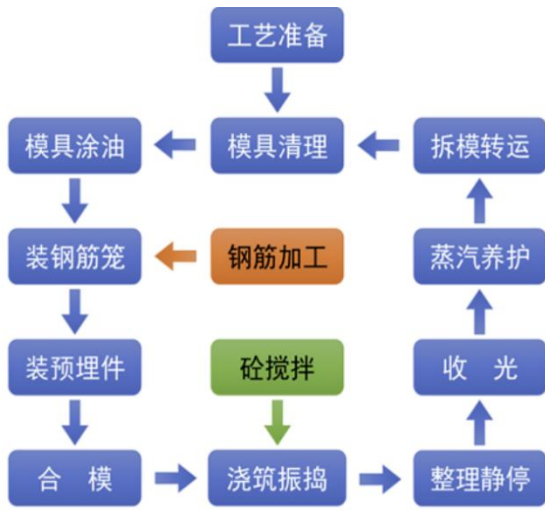 工艺准备
模具涂油
模具清理
拆模转运
装钢筋笼
钢筋加工
蒸汽养护
装预埋件
砼搅拌
收 光
合 模
浇筑振捣
整理静停